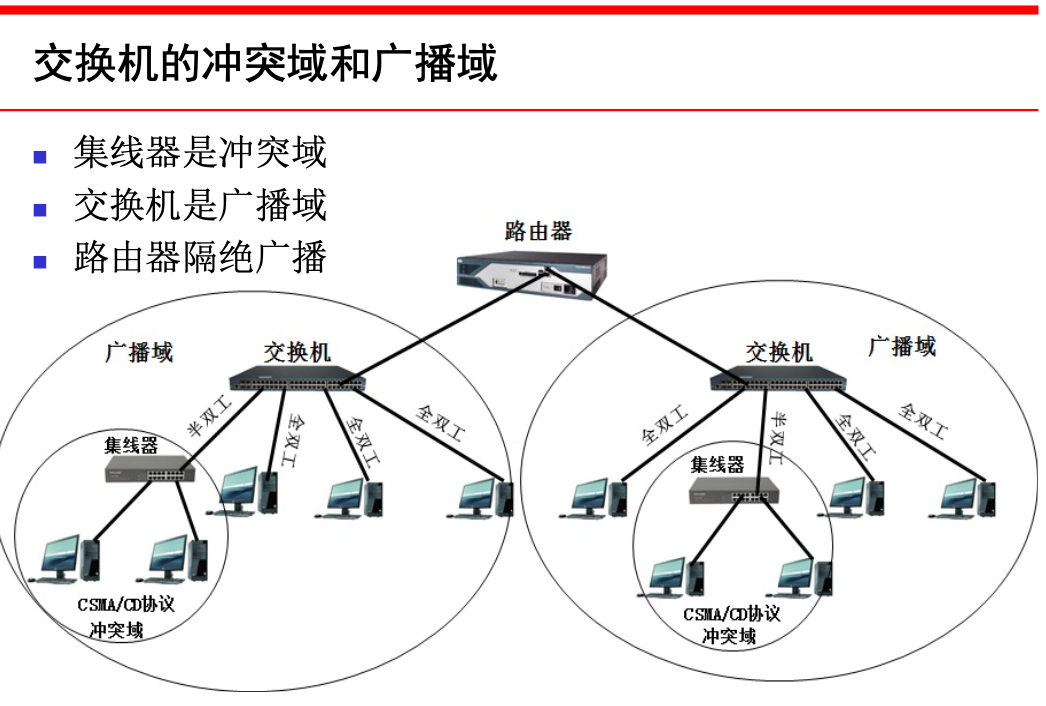 交换机的冲突域和广播域
集线器是冲突域
交换机是广播域
路由器隔绝广播
路由器
广播域
交换机
半双工
全双工
全双工
全双工
集线器
CSMA/CD协议
冲突域
交换机
广播域
全双工
半双工
全双工
全双工
集线器
CSMA/CD协议
冲突域